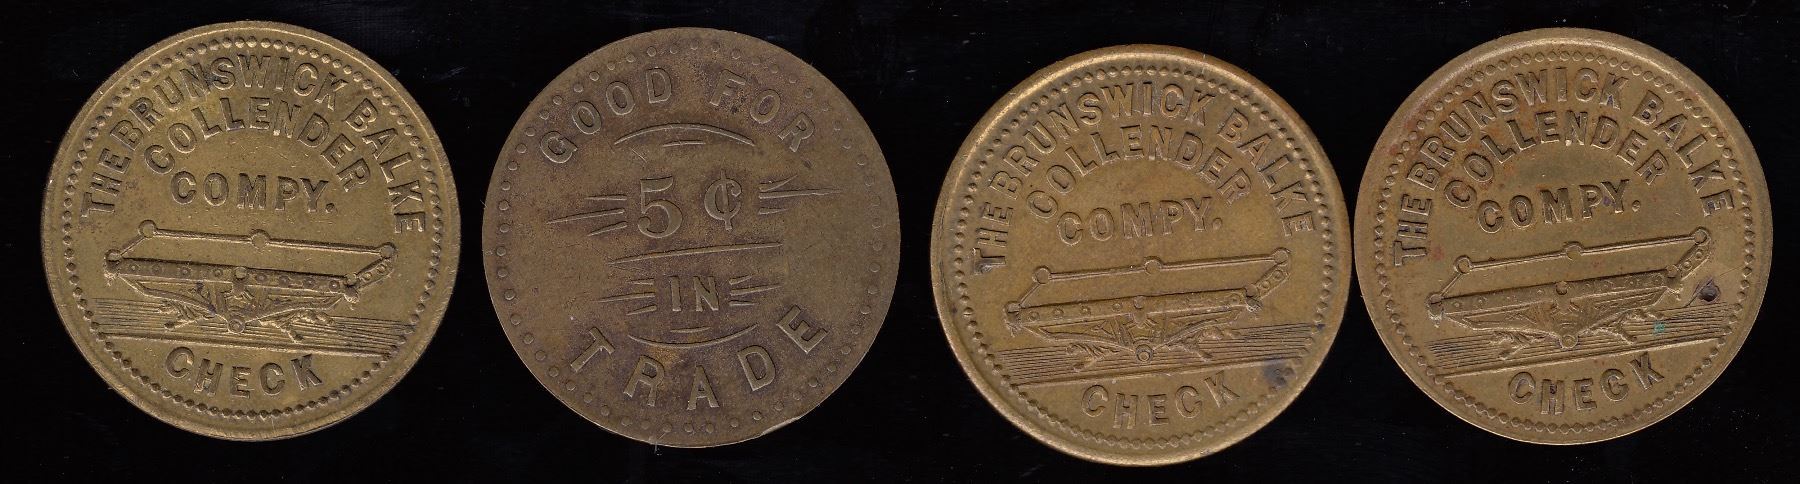 THE BRUNSWICK BALKE
COLLENDER
COMPY.
CHECK
GOOD FOR
5 ¢
IN
TRADE
THE BRUNSWICK BALKE
COLLENDER
COMPY.
CHECK
THE BRUNSWICK BALKE
COLLENDER
COMPY.
CHECK